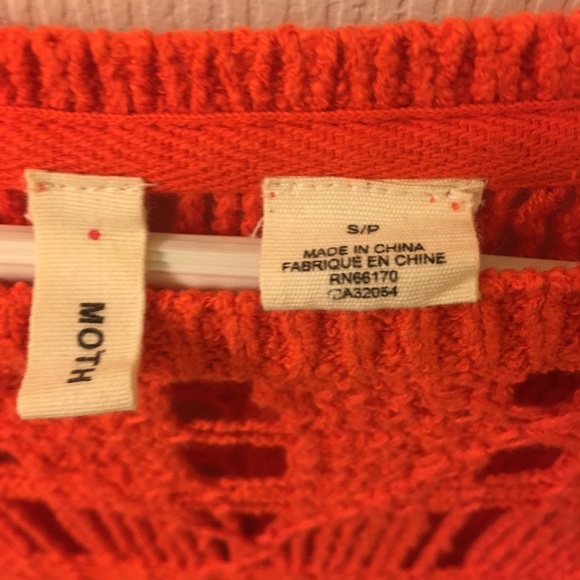 MOTH
S/P
MADE IN CHINA
FABRIQUE EN CHINE
RN66170
CA32054